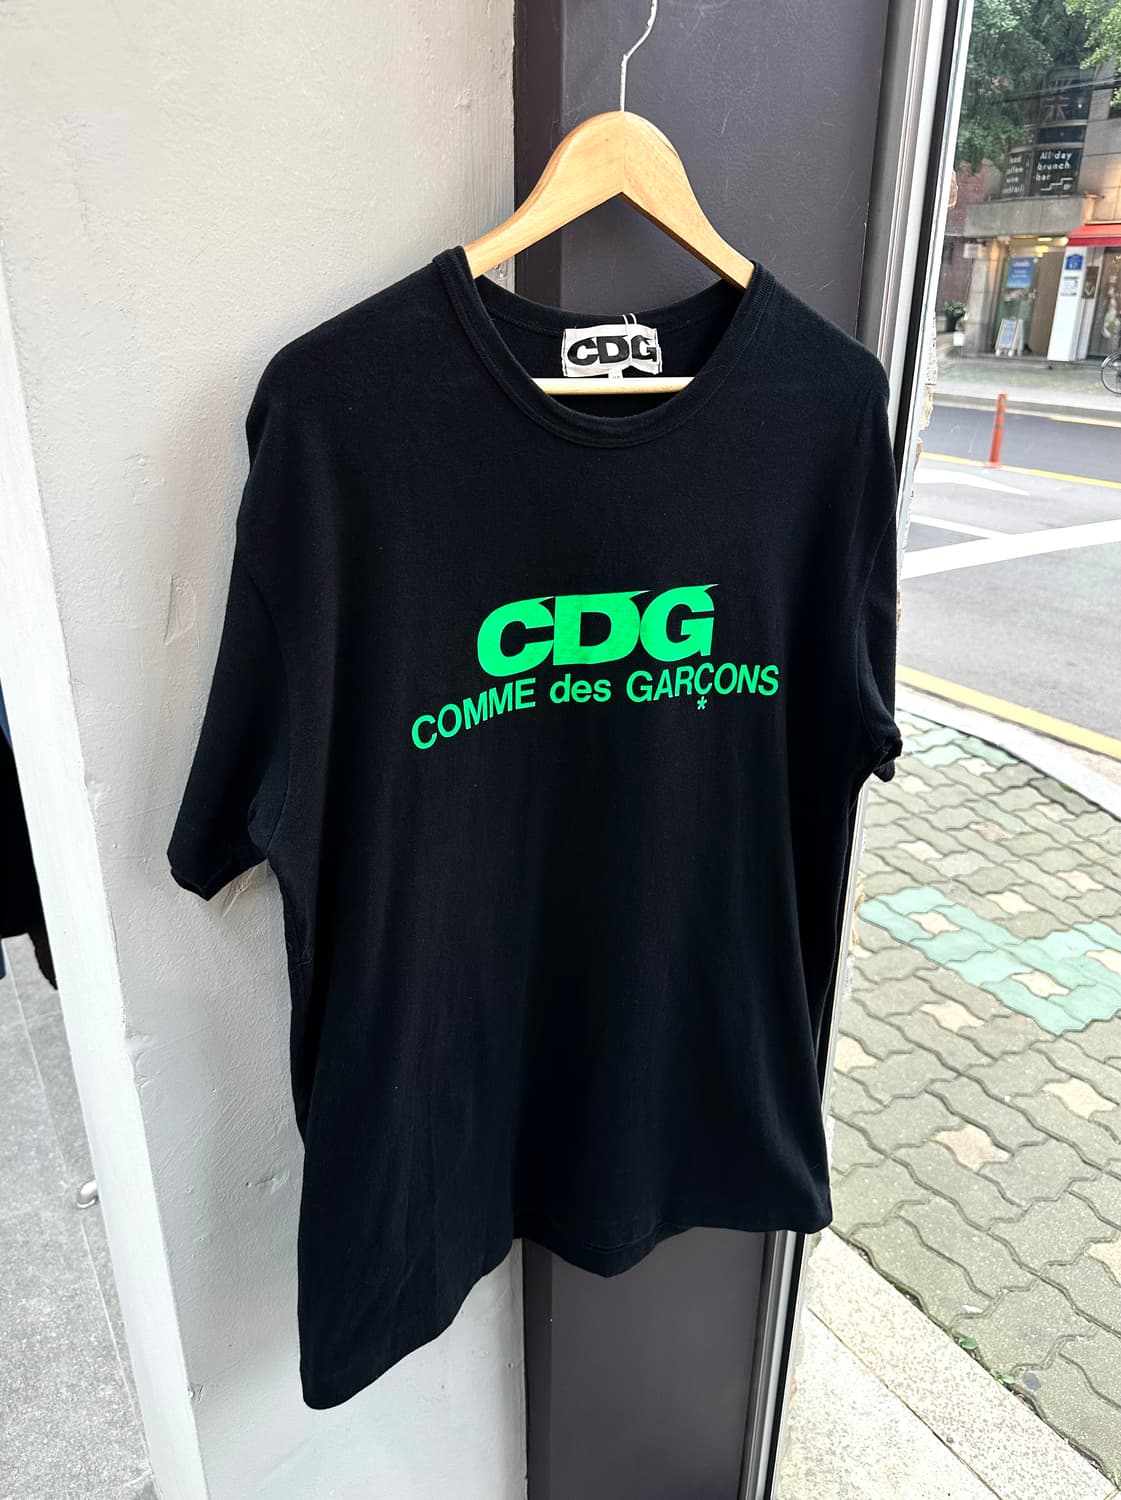 CDG
CDG
COMME des GARÇONS
*
All day
brunch
bar